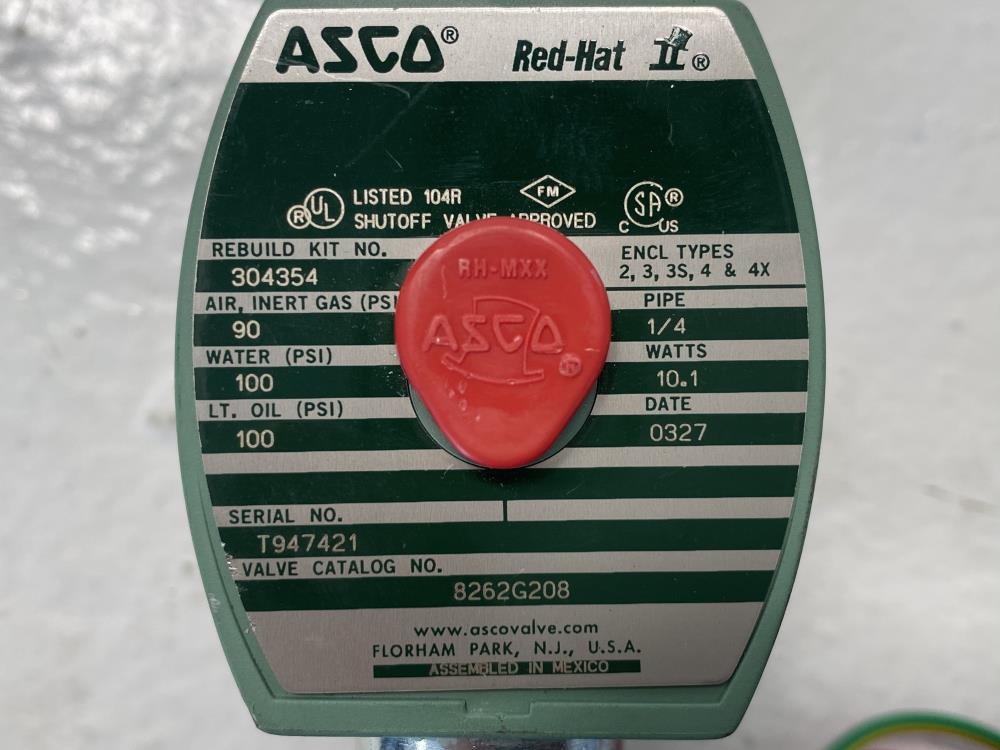 ASCO® Red-Hat II®
® UL LISTED 104R FM C SA® US
SHUTOFF VALVE APPROVED
REBUILD KIT NO. ENCL TYPES
304354 2, 3, 3S, 4 & 4X
AIR, INERT GAS (PSI PIPE
90 1/4
WATER (PSI) WATTS
100 10.1
LT. OIL (PSI) DATE
100 0327
RH-MXX
ASCO®
SERIAL NO.
T947421
VALVE CATALOG NO.
8262G208
www.ascovalve.com
FLORHAM PARK, N.J., U.S.A.
ASSEMBLED IN MEXICO